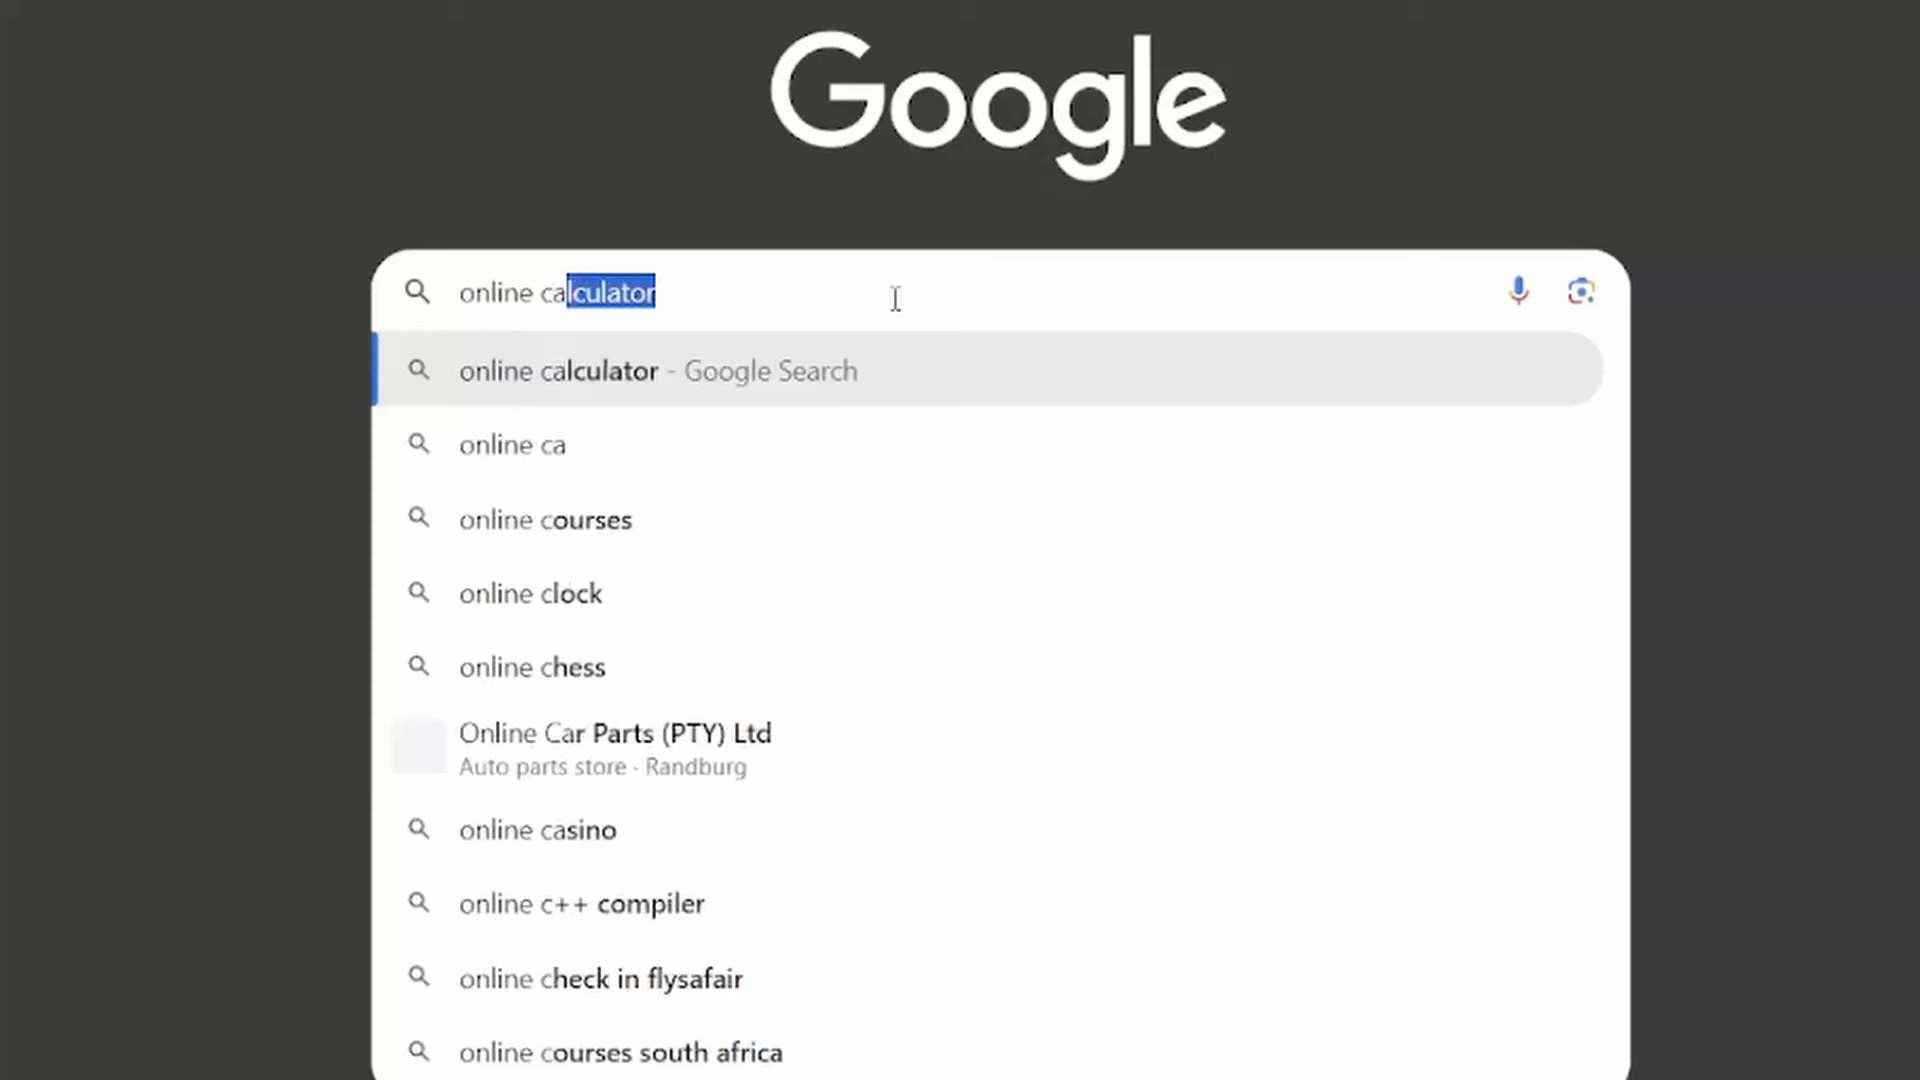 Google
online calculator
online calculator - Google Search
online ca
online courses
online clock
online chess
Online Car Parts (PTY) Ltd
Auto parts store · Randburg
online casino
online c++ compiler
online check in flysafair
online courses south africa